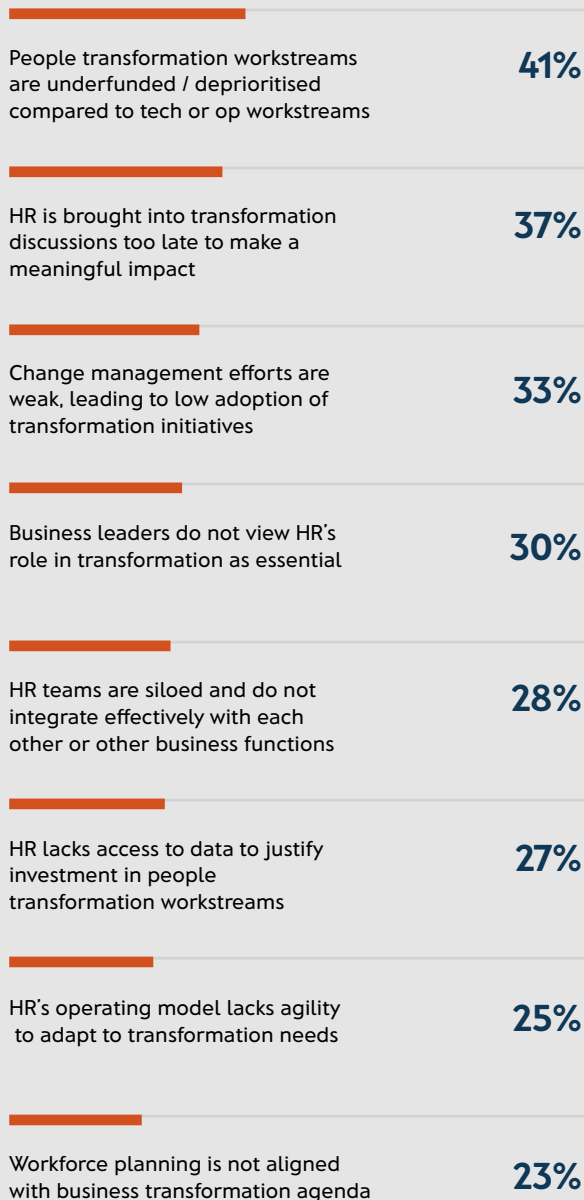 People transformation workstreams
are underfunded / deprioritised
compared to tech or op workstreams
41%
HR is brought into transformation
discussions too late to make a
meaningful impact
37%
Change management efforts are
weak, leading to low adoption of
transformation initiatives
33%
Business leaders do not view HR's
role in transformation as essential
30%
HR teams are siloed and do not
integrate effectively with each
other or other business functions
28%
HR lacks access to data to justify
investment in people
transformation workstreams
27%
HR's operating model lacks agility
to adapt to transformation needs
25%
Workforce planning is not aligned
with business transformation agenda
23%